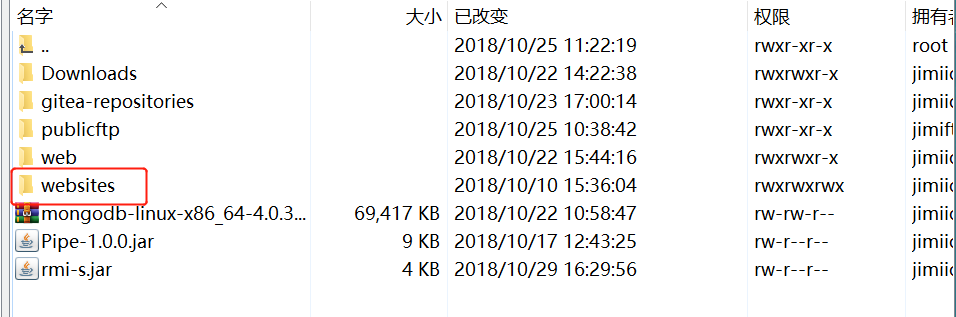 名字 大小 已改变 权限 拥有者
.. 2018/10/25 11:22:19 rwxr-xr-x root
Downloads 2018/10/22 14:22:38 rwxrwxr-x jimiic
gitea-repositories 2018/10/23 17:00:14 rwxr-xr-x jimiic
publicftp 2018/10/25 10:38:42 rwxr-xr-x jimift
web 2018/10/22 15:44:16 rwxrwxr-x jimiic
websites 2018/10/10 15:36:04 rwxrwxrwx jimiic
mongodb-linux-x86_64-4.0.3... 69,417 KB 2018/10/22 10:58:47 rw-rw-r-- jimiic
Pipe-1.0.0.jar 9 KB 2018/10/17 12:43:25 rw-r--r-- jimiic
rmi-s.jar 4 KB 2018/10/29 16:29:56 rw-r--r-- jimiic